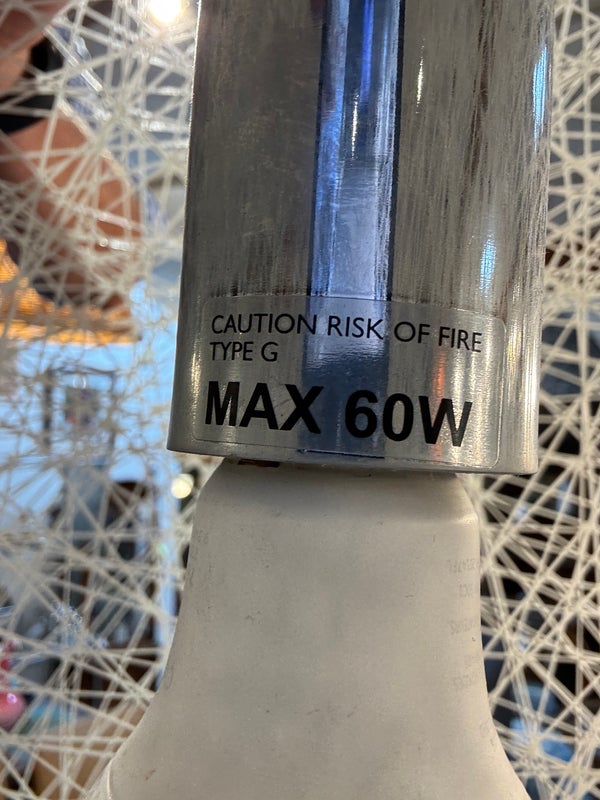 CAUTION RISK OF FIRE
TYPE G
MAX 60W